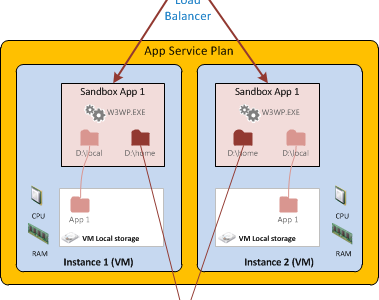 Load
Balancer
App Service Plan
Sandbox App 1
W3WP.EXE
D:\local
D:\home
App 1
VM Local storage
CPU
RAM
Instance 1 (VM)
Sandbox App 1
W3WP.EXE
D:\home
D:\local
App 1
VM Local storage
CPU
RAM
Instance 2 (VM)